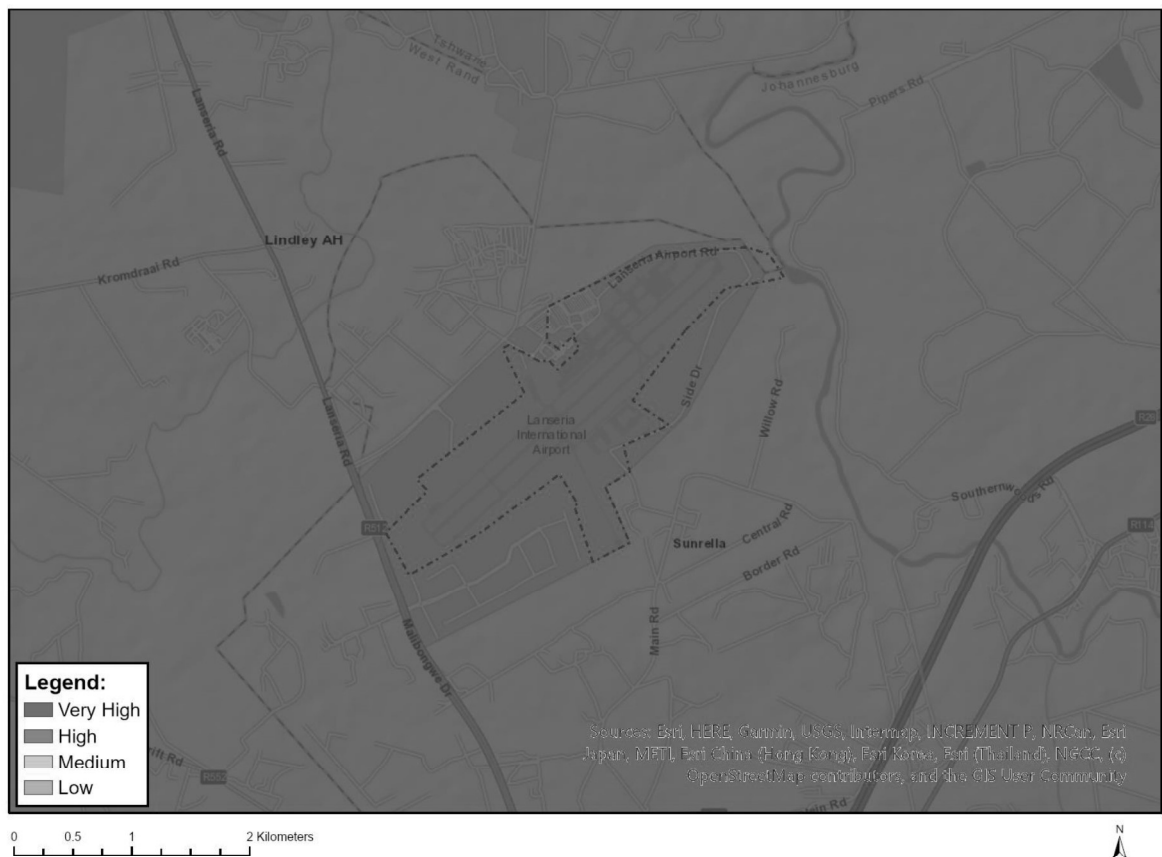 Tshwane
West Rand
Johannesburg
Pipers Rd
Lanseria Rd
Lindley AH
Kromdraai Rd
Lanseria Airport Rd
Side Dr
Willow Rd
Lanseria Rd
Lanseria
International
Airport
R512
Southernwoods Rd
R114
Sunrella
Central Rd
Border Rd
Main Rd
Malibongwe Dr
R552
Legend:
Very High
High
Medium
Low
Sources: Esri, HERE, Garmin, USGS, Intermap, INCREMENT P, NRCan, Esri
Japan, METI, Esri China (Hong Kong), Esri Korea, Esri (Thailand), NGCC, (c)
OpenStreetMap contributors, and the GIS User Community
0 0.5 1 2 Kilometers
N